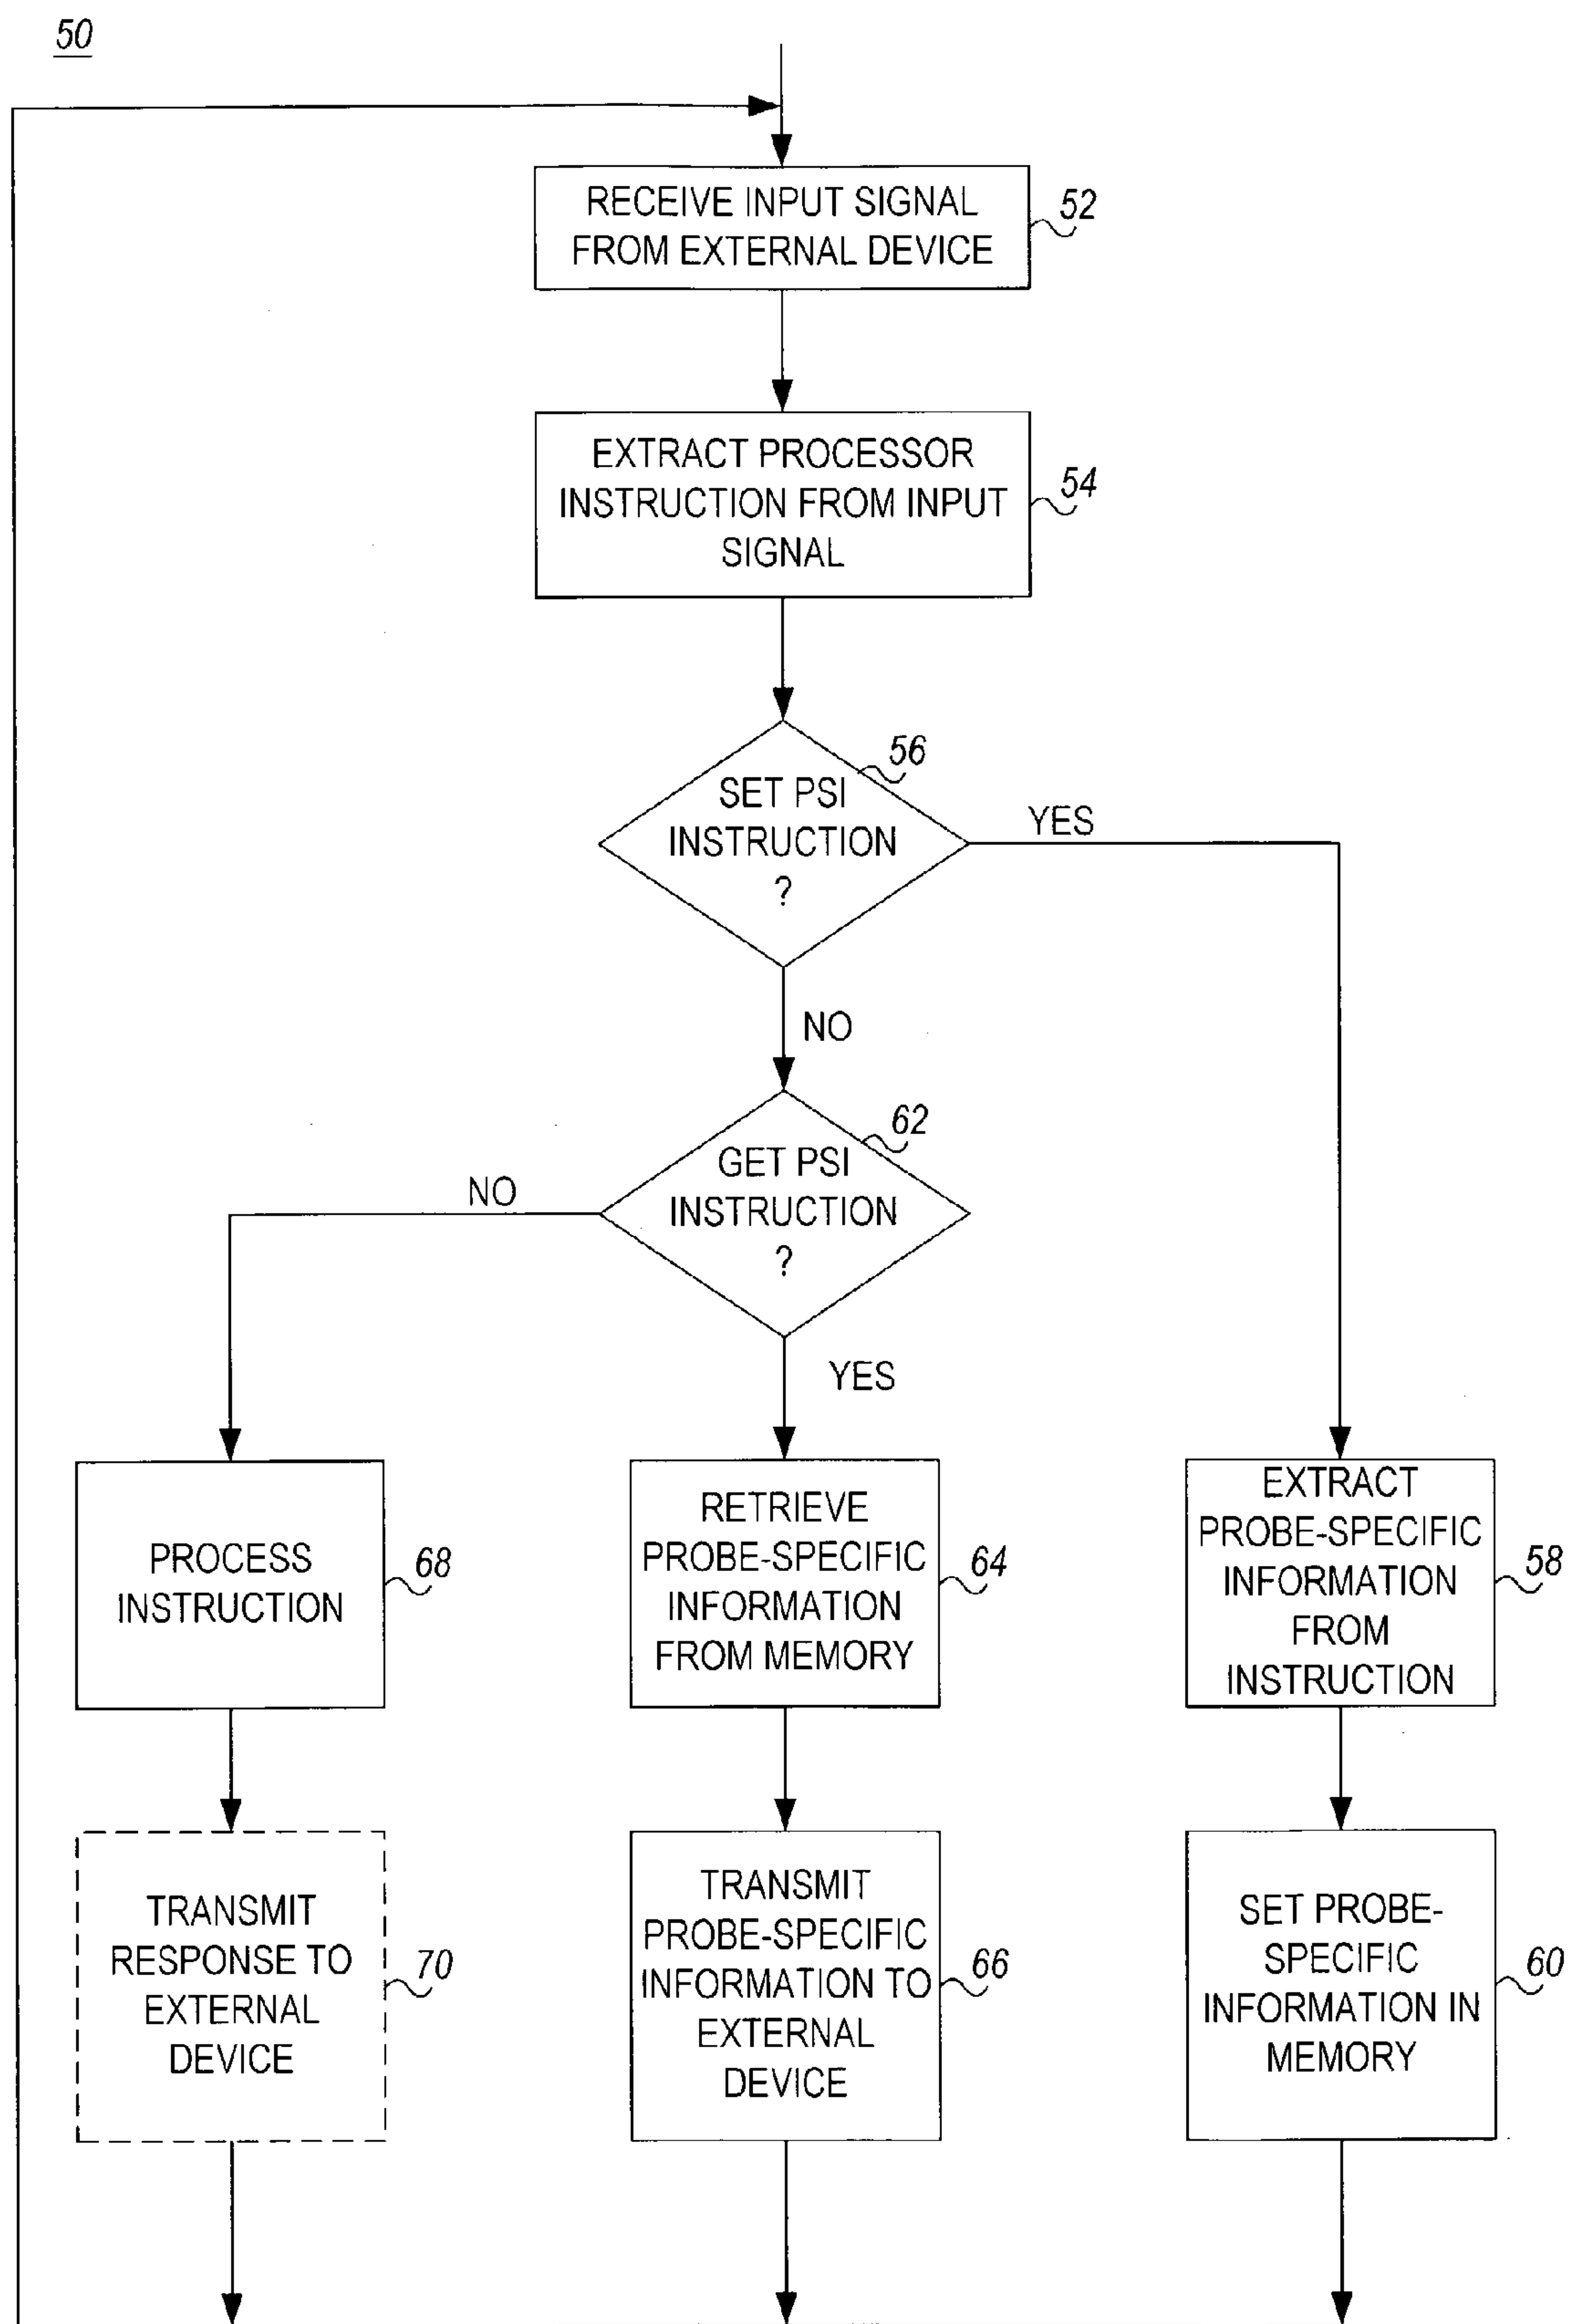 50
RECEIVE INPUT SIGNAL
FROM EXTERNAL DEVICE
52
EXTRACT PROCESSOR
INSTRUCTION FROM INPUT
SIGNAL
54
56
SET PSI
INSTRUCTION
?
YES
NO
62
GET PSI
INSTRUCTION
?
NO
YES
PROCESS
INSTRUCTION
68
RETRIEVE
PROBE-SPECIFIC
INFORMATION
FROM MEMORY
64
EXTRACT
PROBE-SPECIFIC
INFORMATION
FROM
INSTRUCTION
58
TRANSMIT
RESPONSE TO
EXTERNAL
DEVICE
70
TRANSMIT
PROBE-SPECIFIC
INFORMATION TO
EXTERNAL
DEVICE
66
SET PROBE-
SPECIFIC
INFORMATION IN
MEMORY
60